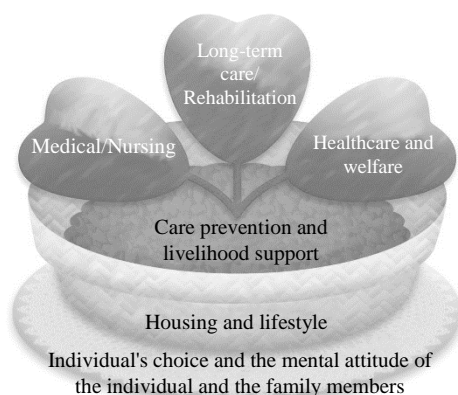 Long-term
care/
Rehabilitation
Medical/Nursing
Healthcare and
welfare
Care prevention and
livelihood support
Housing and lifestyle
Individual's choice and the mental attitude of
the individual and the family members